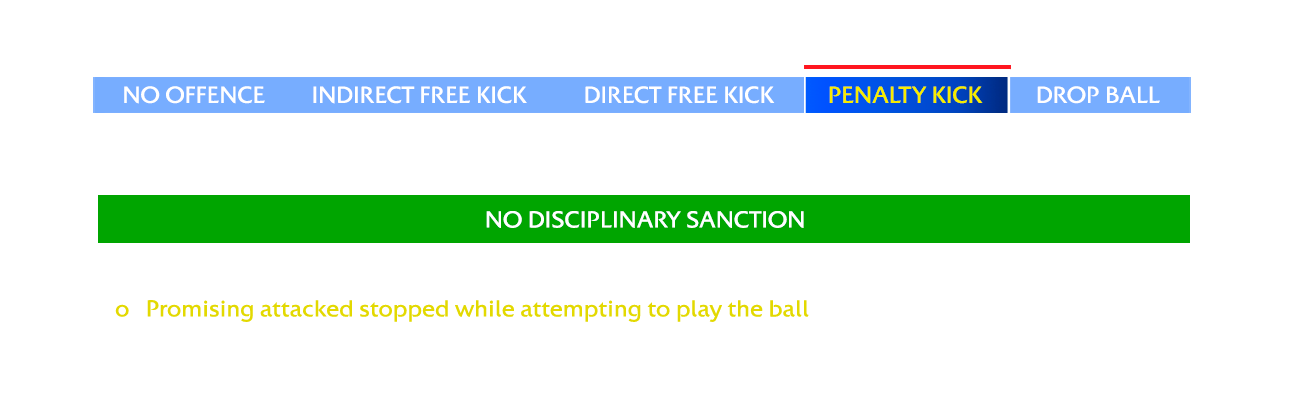 NO OFFENCE INDIRECT FREE KICK DIRECT FREE KICK PENALTY KICK DROP BALL
NO DISCIPLINARY SANCTION
o Promising attacked stopped while attempting to play the ball